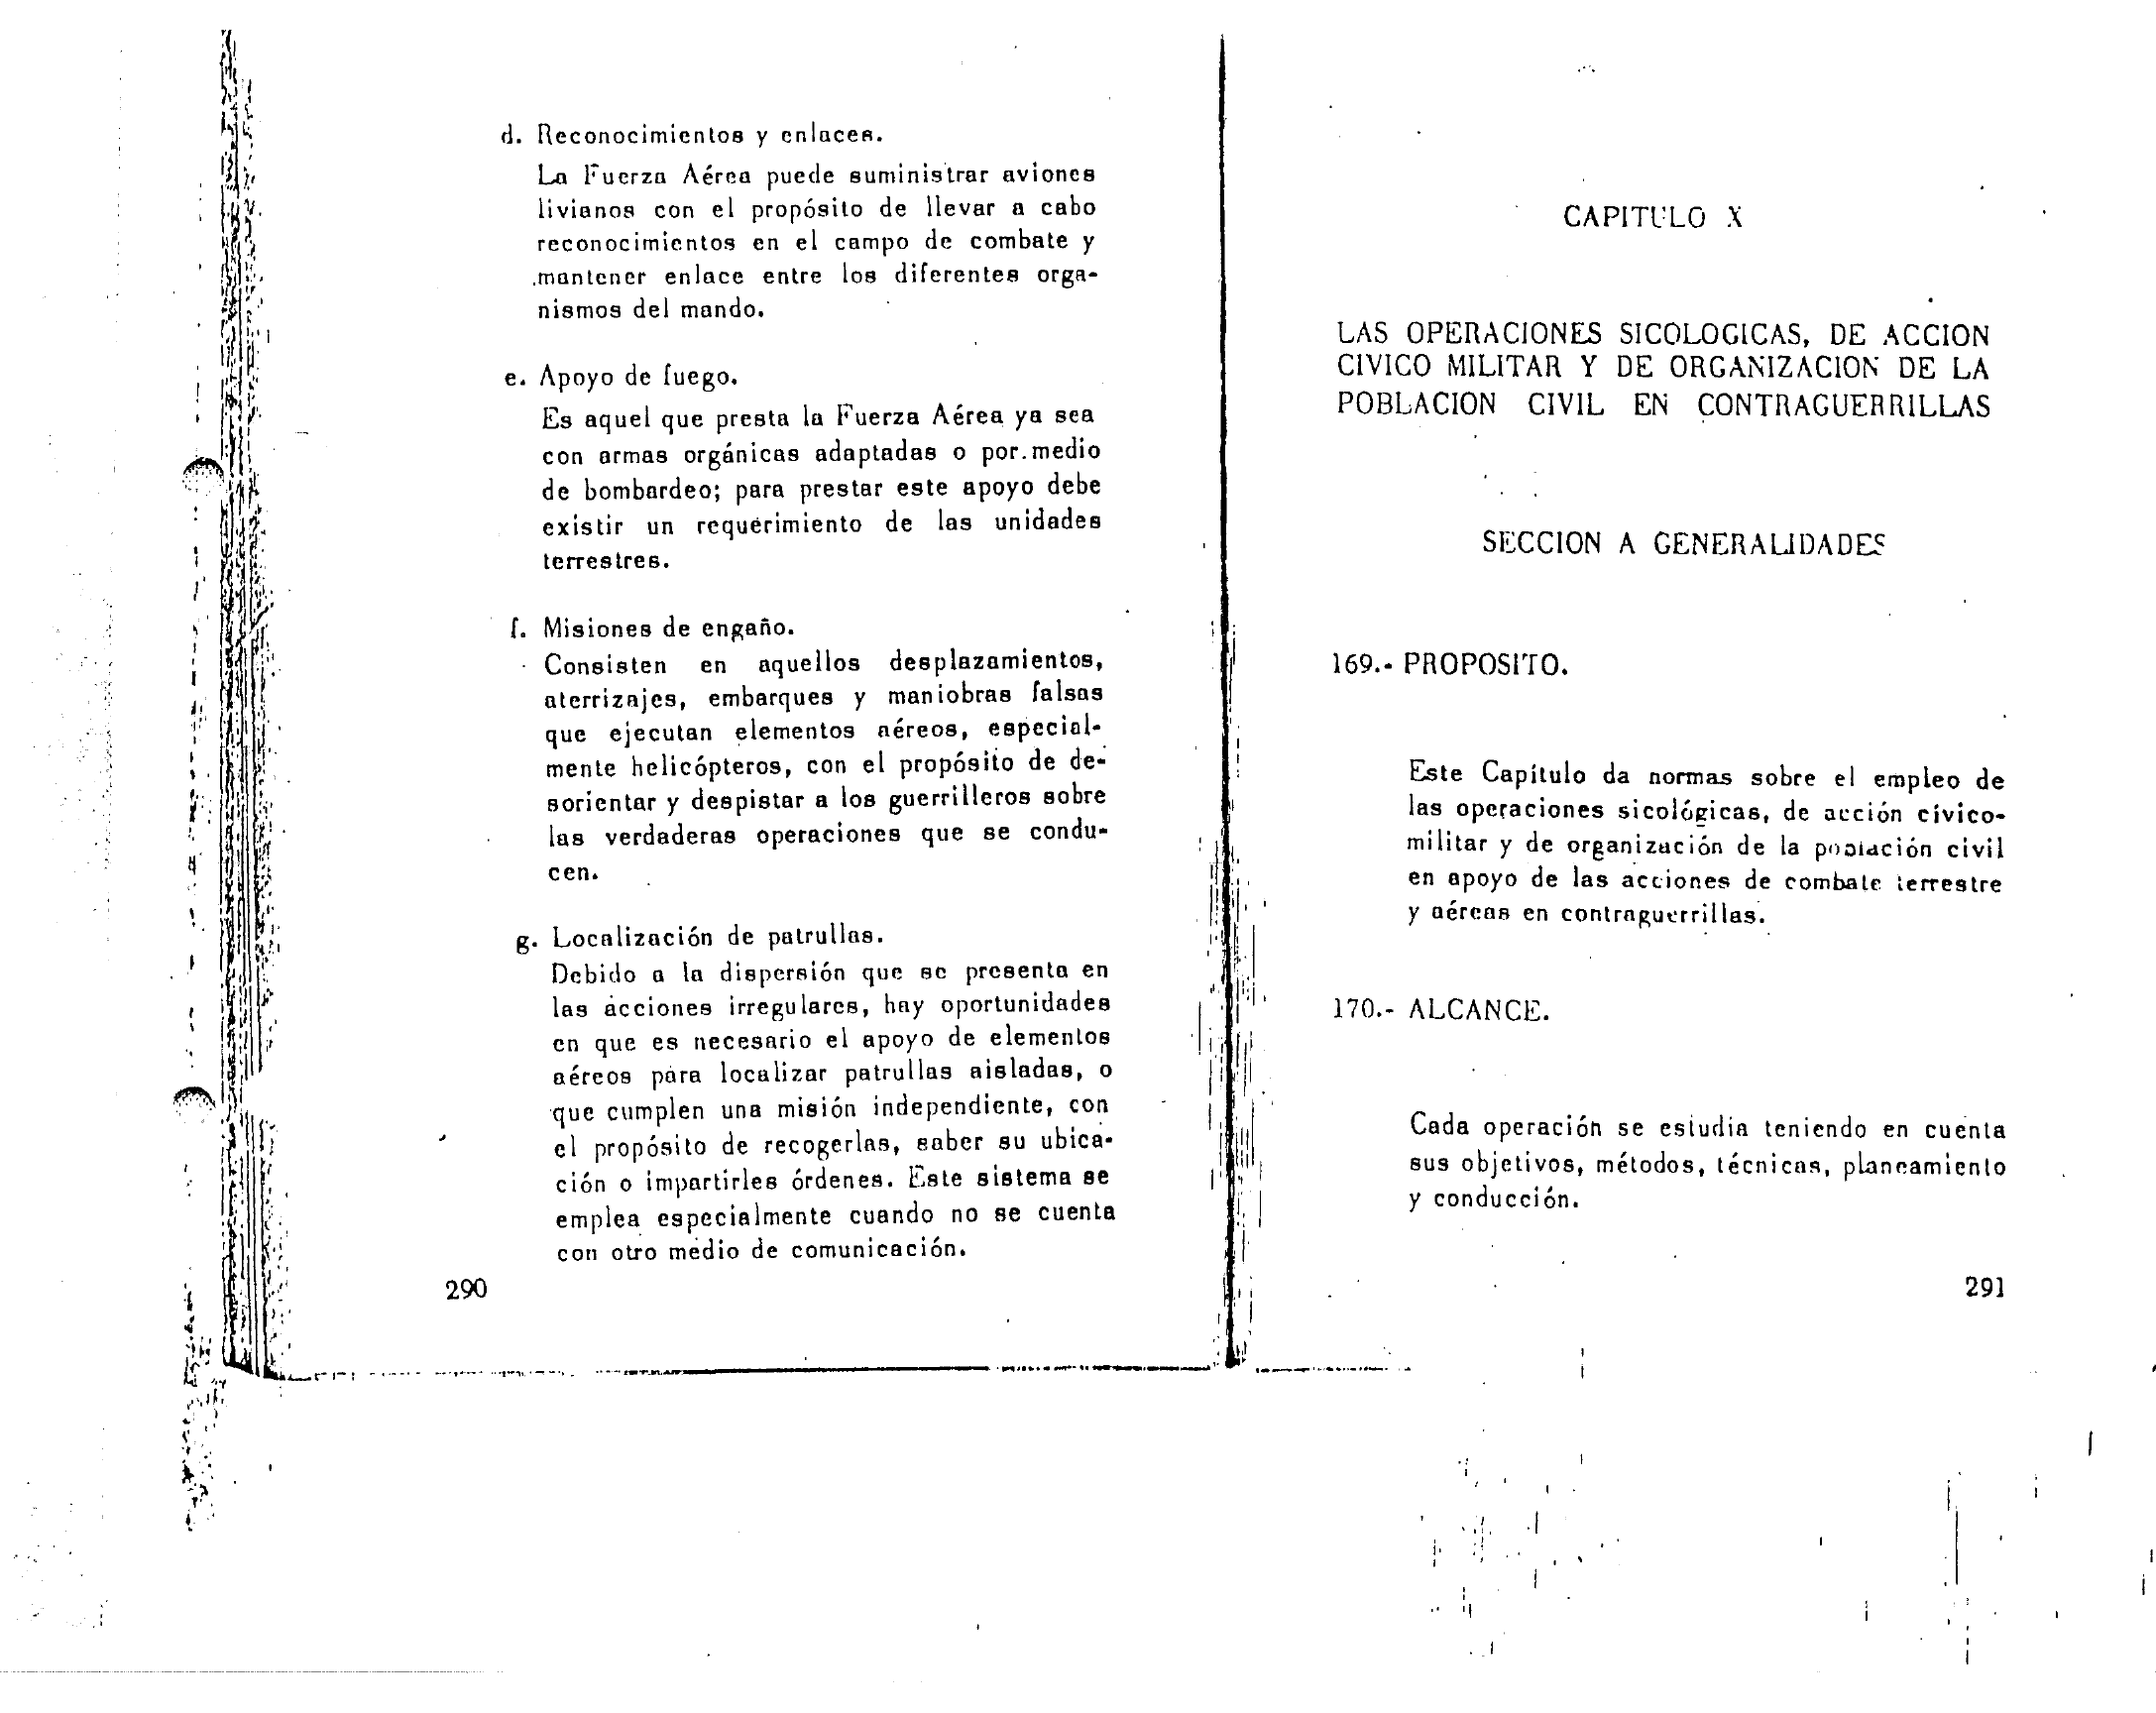 d. Reconocimientos y enlaces.
La Fuerza Aérea puede suministrar aviones
livianos con el propósito de llevar a cabo
reconocimientos en el campo de combate y
mantener enlace entre los diferentes orga-
nismos del mando.
e. Apoyo de fuego.
Es aquel que presta la Fuerza Aérea ya sea
con armas orgánicas adaptadas o por medio
de bombardeo; para prestar este apoyo debe
existir un requerimiento de las unidades
terrestres.
f. Misiones de engaño.
Consisten en aquellos desplazamientos,
aterrizajes, embarques y maniobras falsas
que ejecutan elementos aéreos, especial-
mente helicópteros, con el propósito de de-
sorientar y despistar a los guerrilleros sobre
las verdaderas operaciones que se condu-
cen.
g. Localización de patrullas.
Debido a la dispersión que se presenta en
las acciones irregulares, hay oportunidades
en que es necesario el apoyo de elementos
aéreos para localizar patrullas aisladas, o
que cumplen una misión independiente, con
el propósito de recogerlas, saber su ubica-
ción o impartirles órdenes. Este sistema se
emplea especialmente cuando no se cuenta
con otro medio de comunicación.
290
CAPITULO X
LAS OPERACIONES SICOLOGICAS, DE ACCION
CIVICO MILITAR Y DE ORGANIZACION DE LA
POBLACION CIVIL EN CONTRAGUERRILLAS
SECCION A GENERALIDADES
169.- PROPOSITO.
Este Capítulo da normas sobre el empleo de
las operaciones sicológicas, de acción cívico-
militar y de organización de la población civil
en apoyo de las acciones de combate terrestre
y aéreas en contraguerrillas.
170.- ALCANCE.
Cada operación se estudia teniendo en cuenta
sus objetivos, métodos, técnicas, planeamiento
y conducción.
291